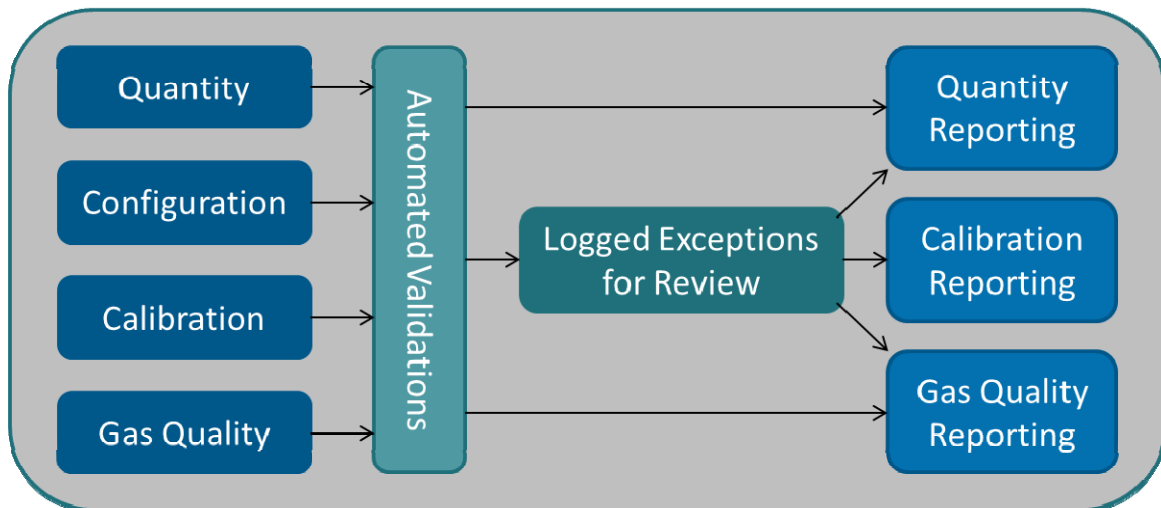 Quantity
Configuration
Calibration
Gas Quality
Automated Validations
Logged Exceptions
for Review
Quantity
Reporting
Calibration
Reporting
Gas Quality
Reporting